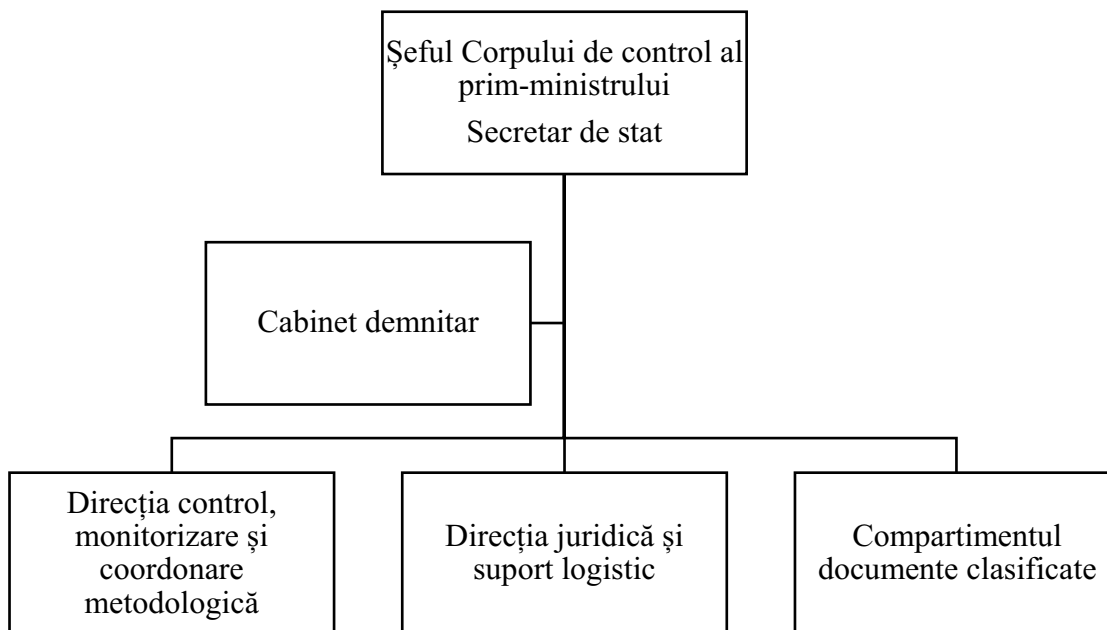 Șeful Corpului de control al
prim-ministrului
Secretar de stat
Cabinet demnitar
Direcția control,
monitorizare și
coordonare
metodologică
Direcția juridică și
suport logistic
Compartimentul
documente clasificate